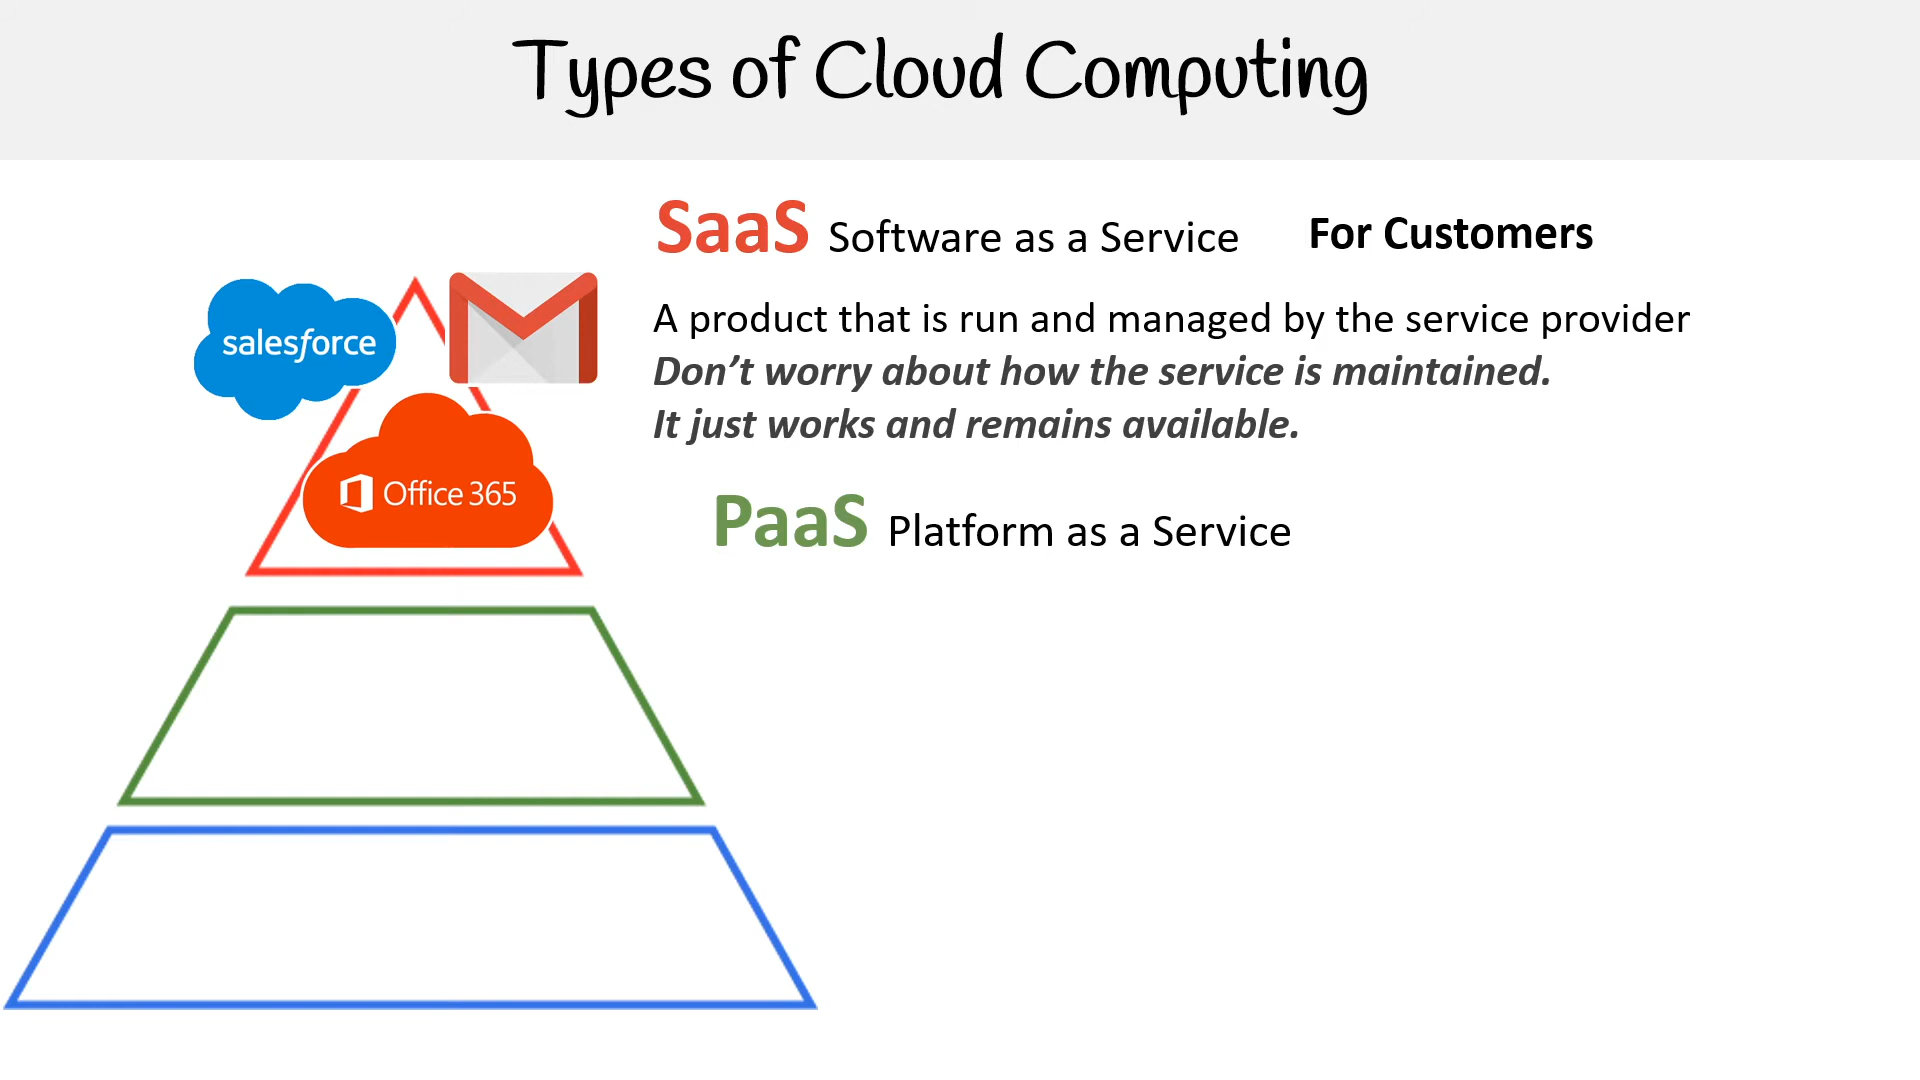 Types of Cloud Computing
SaaS Software as a Service For Customers
A product that is run and managed by the service provider
Don’t worry about how the service is maintained.
It just works and remains available.
salesforce
Office 365
PaaS Platform as a Service